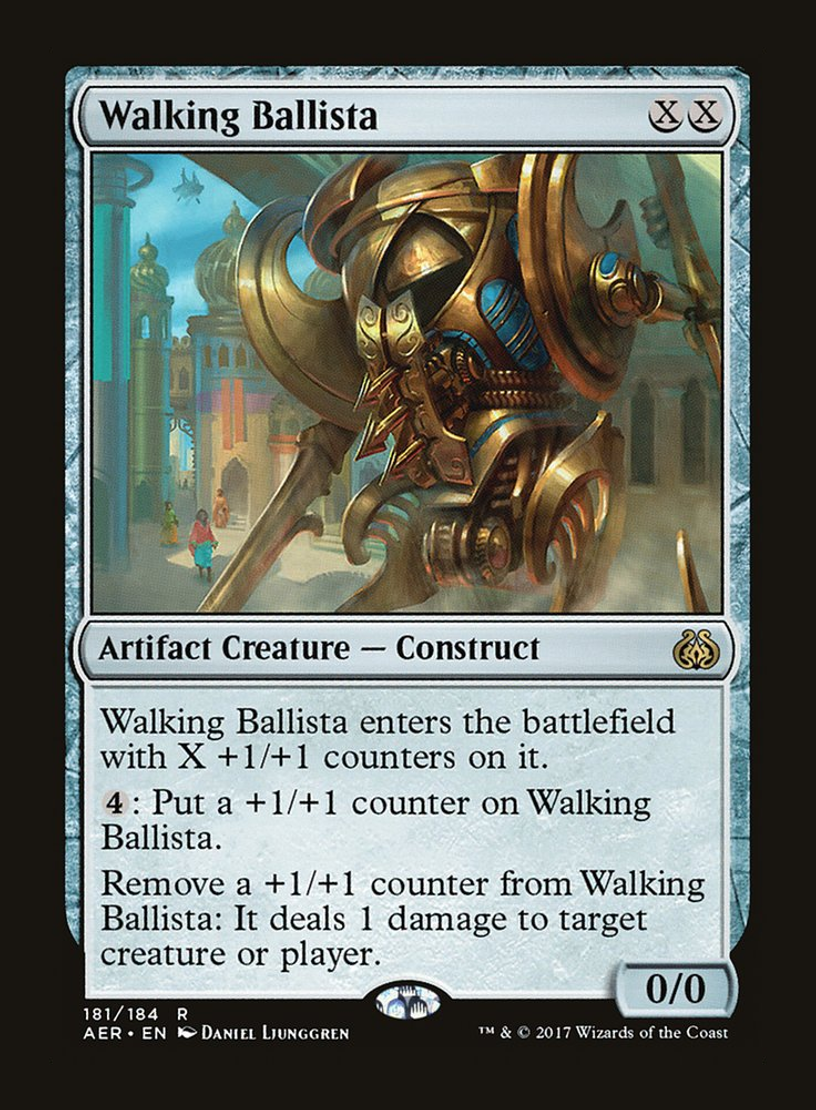 Walking Ballista XX
Artifact Creature — Construct
Walking Ballista enters the battlefield
with X +1/+1 counters on it.
4: Put a +1/+1 counter on Walking
Ballista.
Remove a +1/+1 counter from Walking
Ballista: It deals 1 damage to target
creature or player.
0/0
181/184 R
AER • EN Daniel Ljunggren
™ & © 2017 Wizards of the Coast